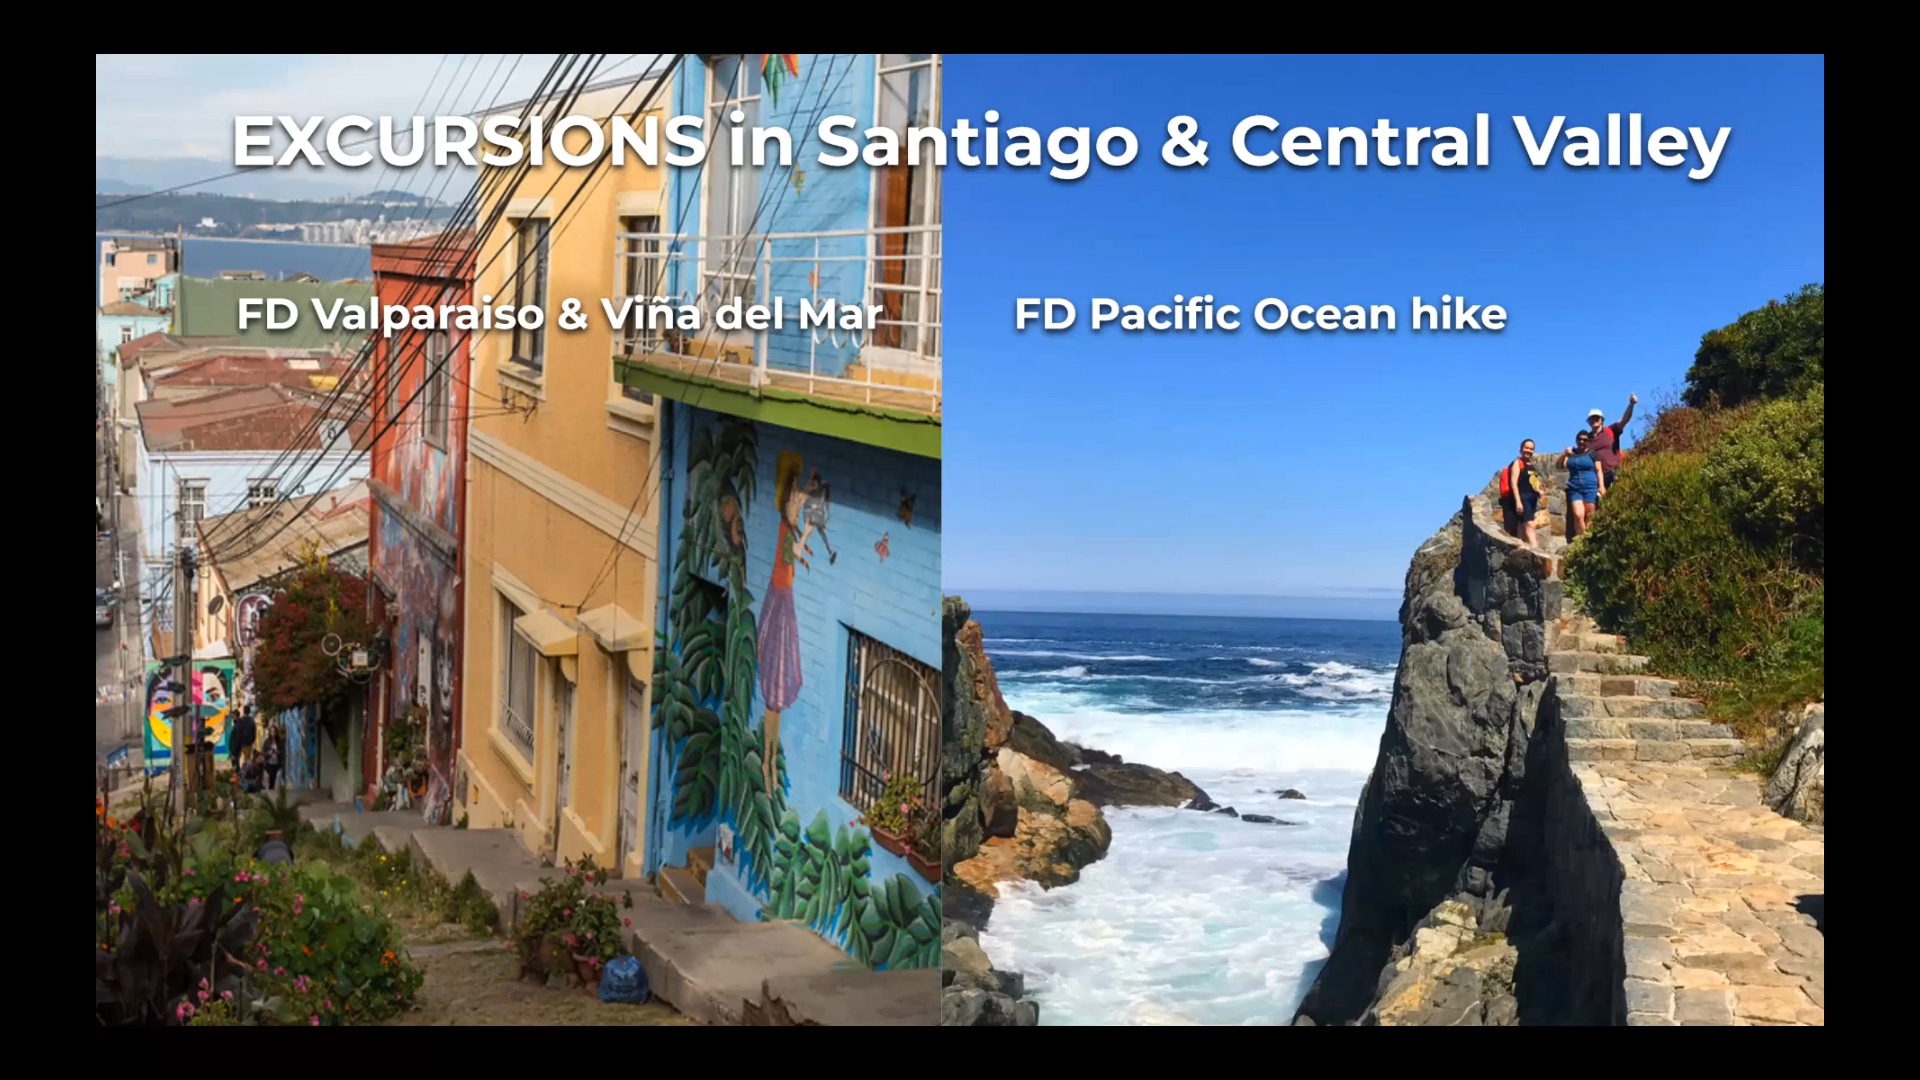 EXCURSIONS in Santiago & Central Valley
FD Valparaiso & Viña del Mar
FD Pacific Ocean hike